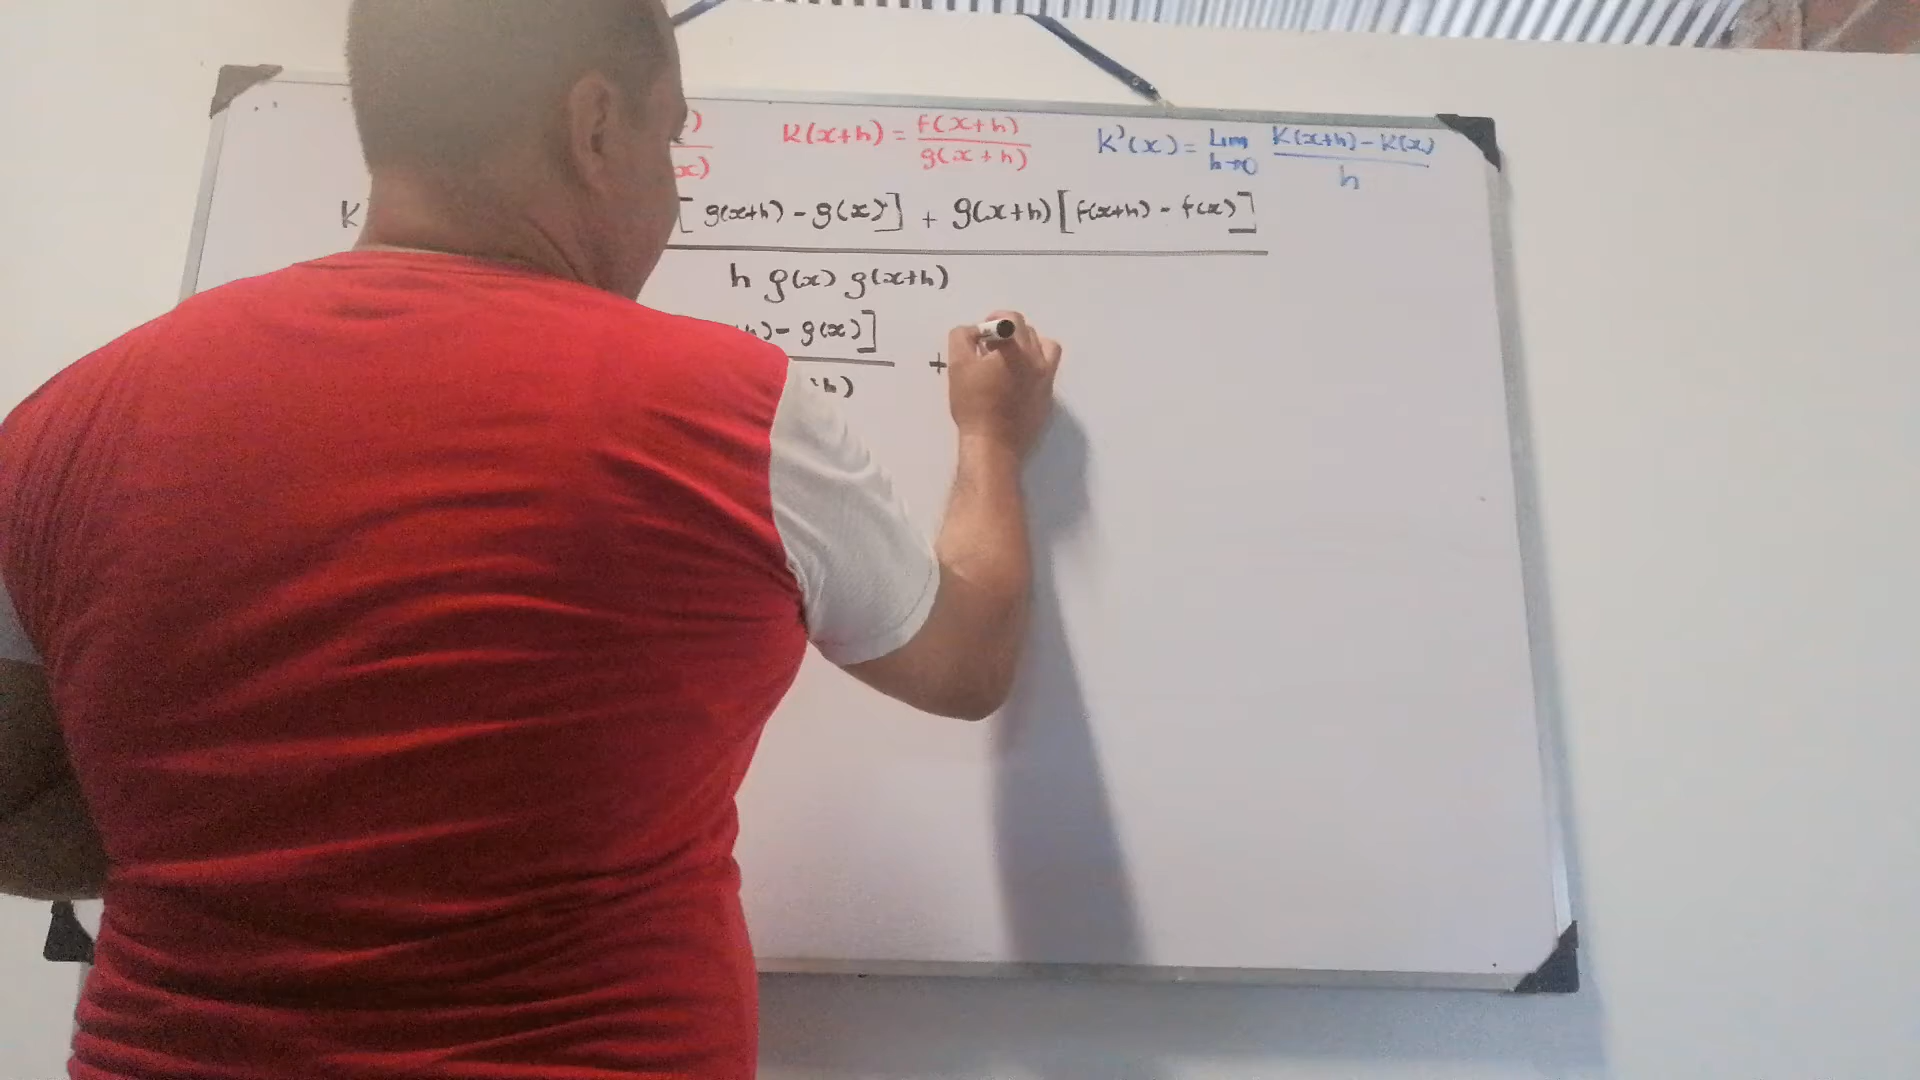 x) K(x+h) = f(x+h) / g(x+h) K'(x) = Lim h→0 K(x+h) - K(x) / h
K [ g(x+h) - g(x) ] + g(x+h) [ f(x+h) - f(x) ]
h g(x) g(x+h)
h) - g(x) ] +
h)